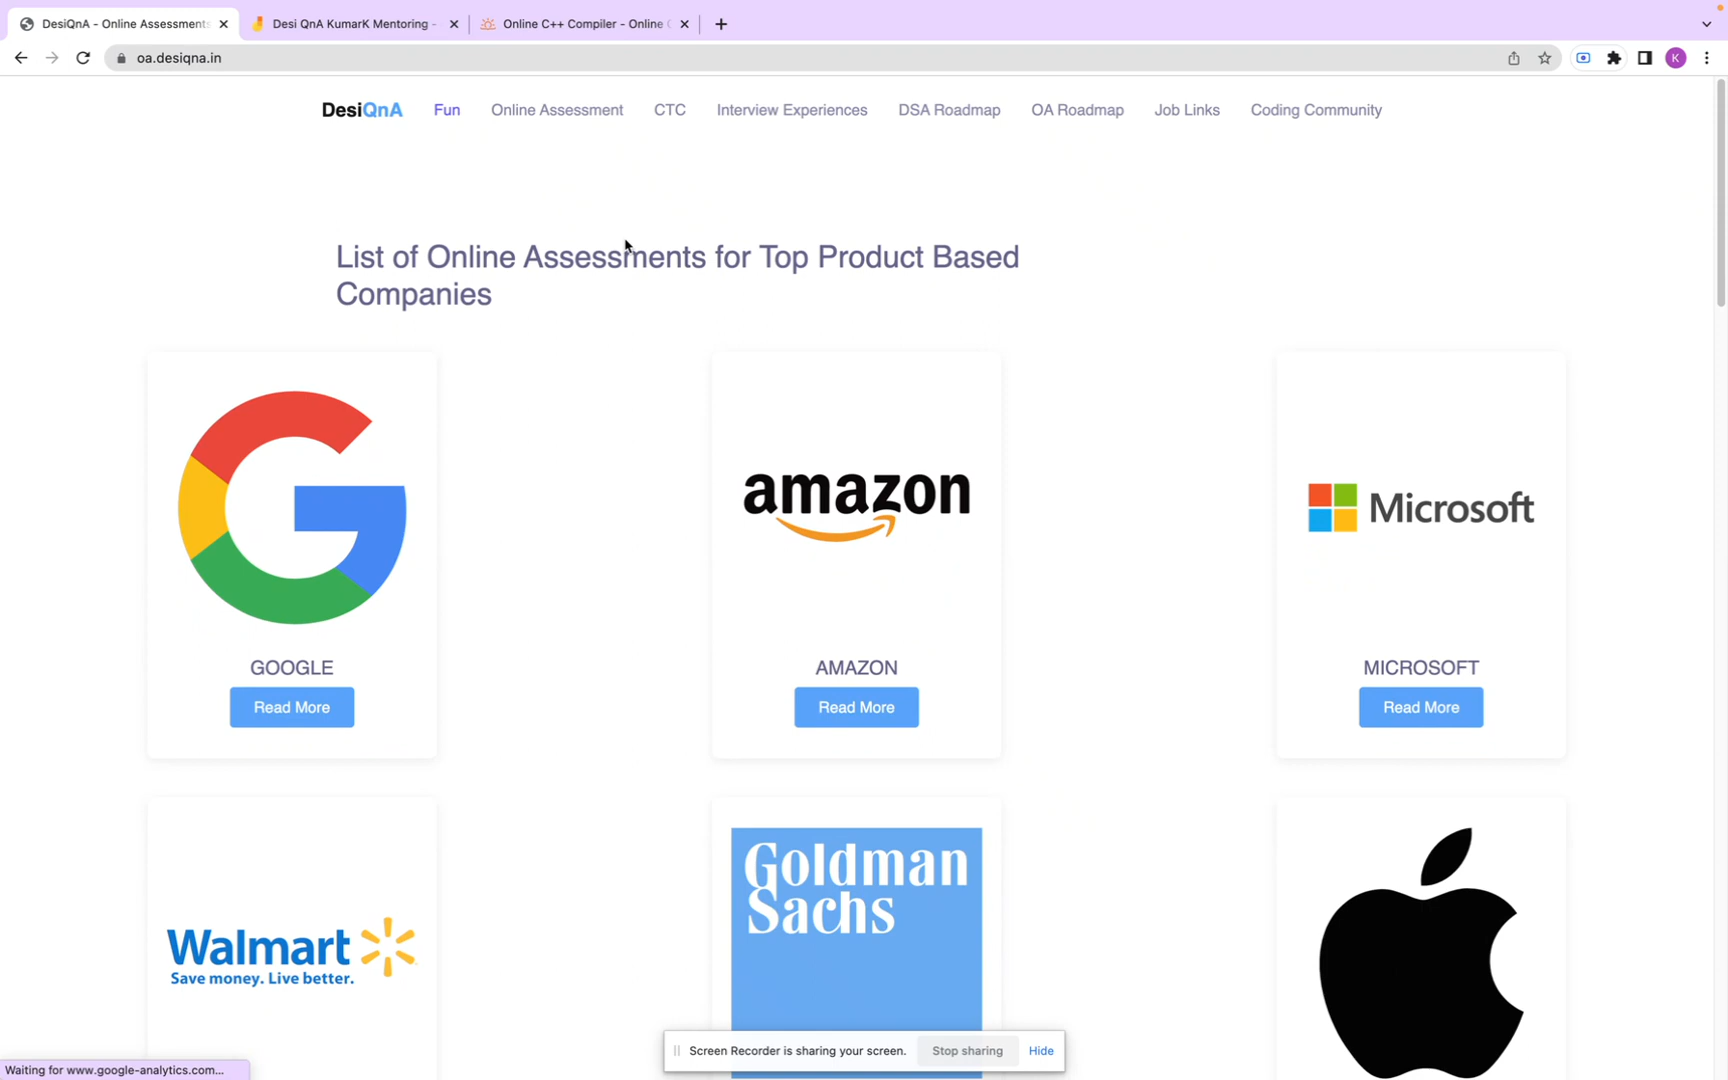 DesiQnA - Online Assessments
Desi QnA KumarK Mentoring -
Online C++ Compiler - Online
oa.desiqna.in
K
DesiQnA Fun Online Assessment CTC Interview Experiences DSA Roadmap OA Roadmap Job Links Coding Community
List of Online Assessments for Top Product Based
Companies
amazon
Microsoft
GOOGLE
Read More
AMAZON
Read More
MICROSOFT
Read More
Walmart
Save money. Live better.
Goldman
Sachs
Screen Recorder is sharing your screen. Stop sharing Hide
Waiting for www.google-analytics.com...